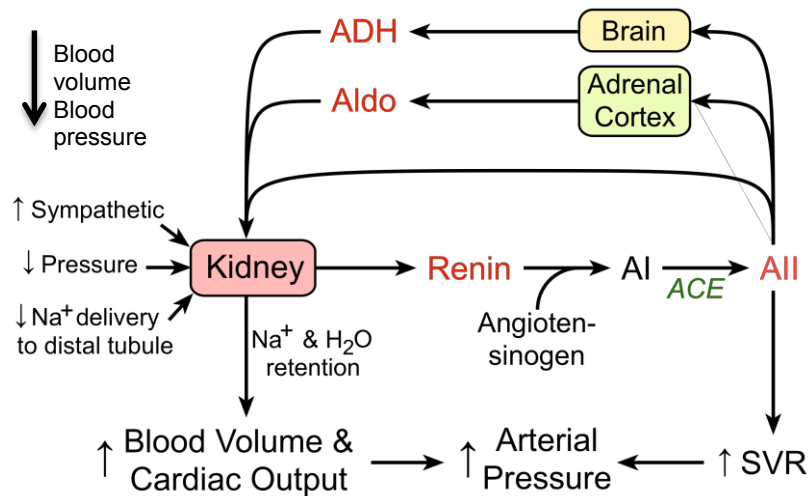 Blood
volume
Blood
pressure
ADH
Brain
Aldo
Adrenal
Cortex
↑ Sympathetic
↓ Pressure
↓ Na⁺ delivery
to distal tubule
Kidney
Renin
AI
ACE
AII
Angioten-
sinogen
Na⁺ & H₂O
retention
↑ Blood Volume &
Cardiac Output
↑ Arterial
Pressure
↑ SVR